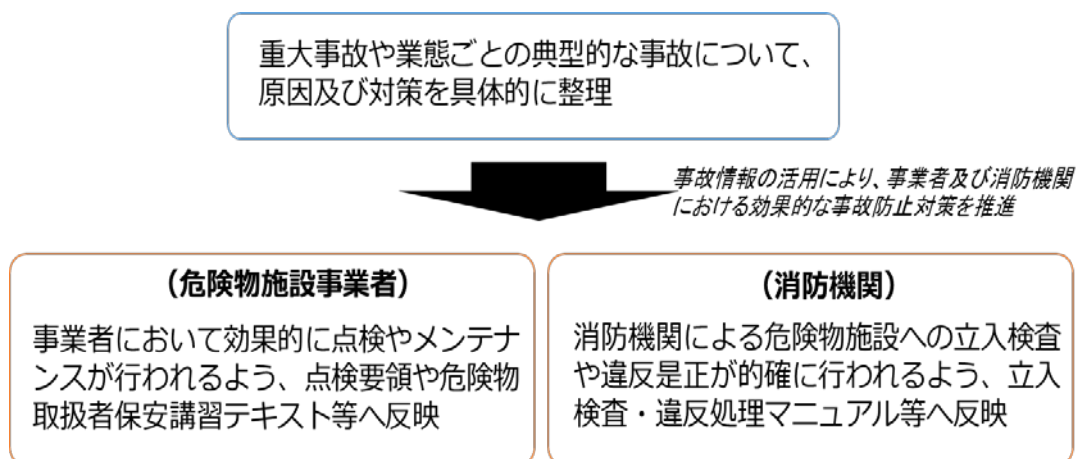 重大事故や業態ごとの典型的な事故について、
原因及び対策を具体的に整理
事故情報の活用により、事業者及び消防機関
における効果的な事故防止対策を推進
（危険物施設事業者）
事業者において効果的に点検やメンテナ
ンスが行われるよう、点検要領や危険物
取扱者保安講習テキスト等へ反映
（消防機関）
消防機関による危険物施設への立入検査
や違反是正が的確に行われるよう、立入
検査・違反処理マニュアル等へ反映